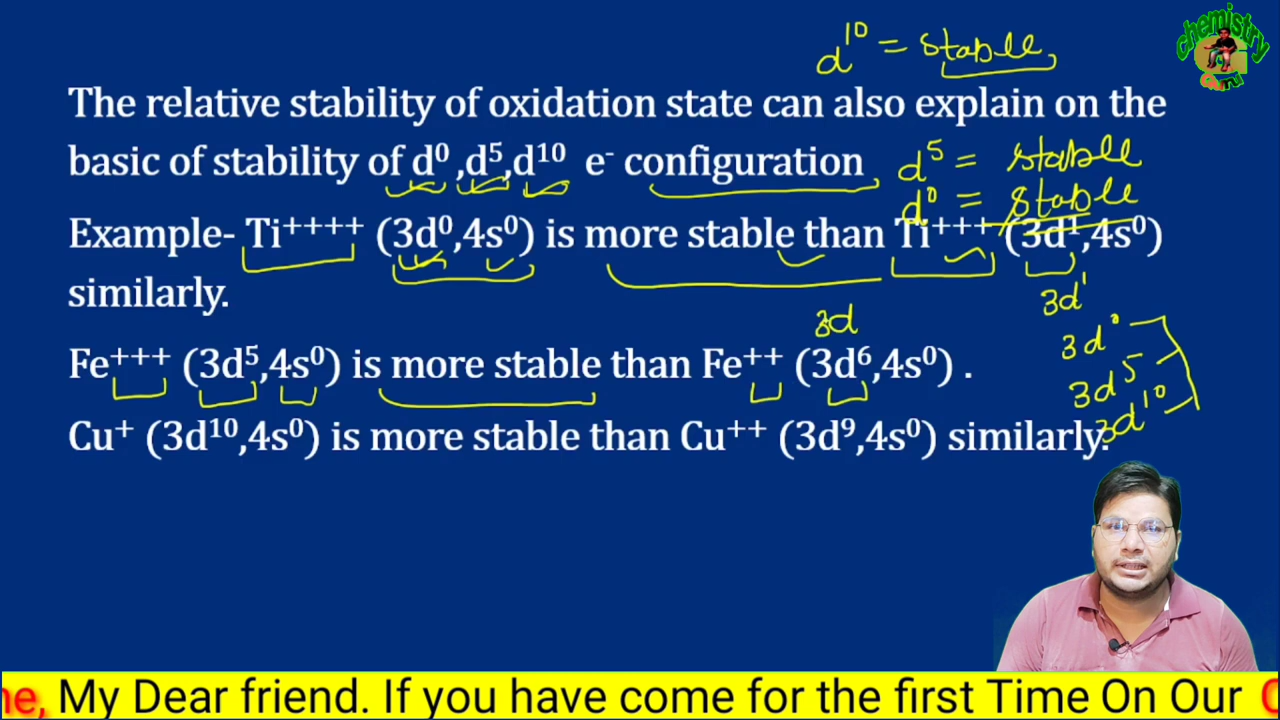 d¹⁰ = stable
chemistry
The relative stability of oxidation state can also explain on the
basic of stability of d⁰ ,d⁵,d¹⁰ e⁻ configuration
d⁵ = stable
d⁰ = stable
Example- Ti⁺⁺⁺⁺ (3d⁰,4s⁰) is more stable than Ti⁺⁺⁺ (3d¹,4s⁰)
similarly.
3d¹
3d
3d⁰
Fe⁺⁺⁺ (3d⁵,4s⁰) is more stable than Fe⁺⁺ (3d⁶,4s⁰) .
3d⁵
3d¹⁰
Cu⁺ (3d¹⁰,4s⁰) is more stable than Cu⁺⁺ (3d⁹,4s⁰) similarly.
My Dear friend. If you have come for the first Time On Our